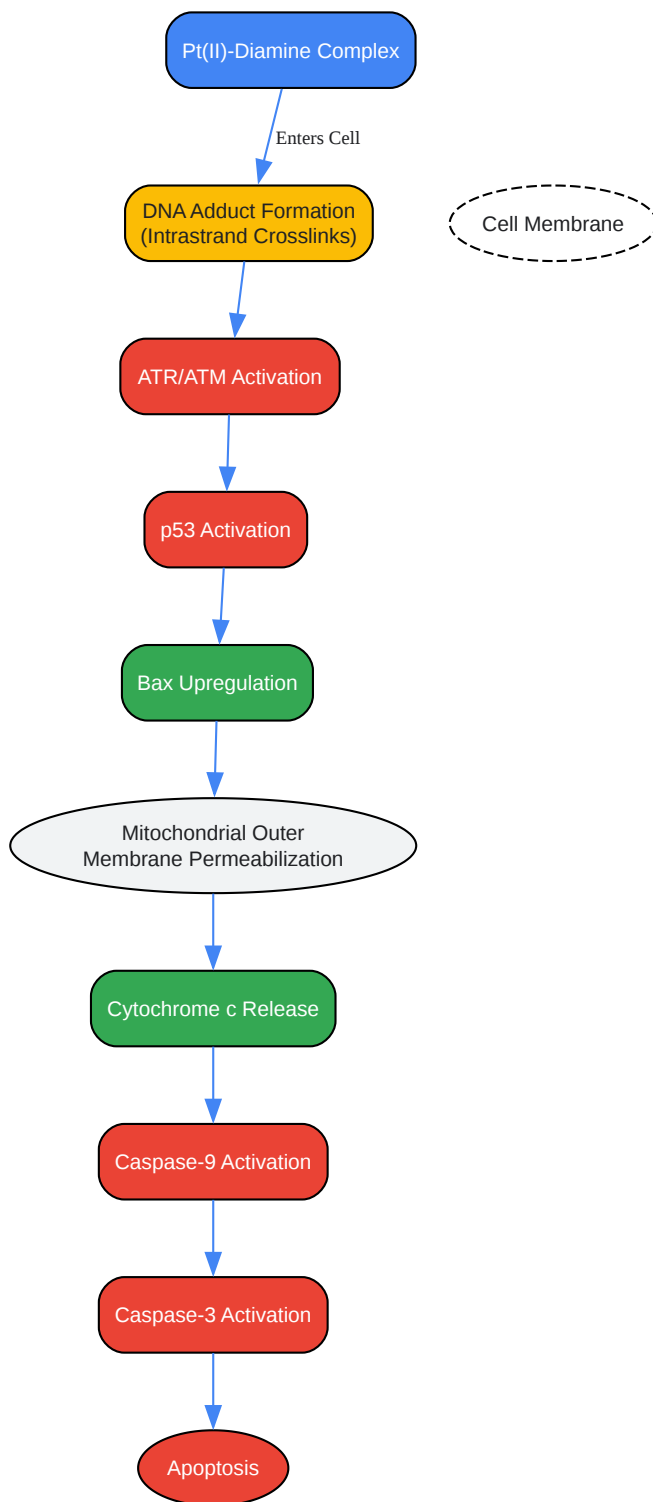 Pt(II)-Diamine Complex
Enters Cell
DNA Adduct Formation
(Intrastrand Crosslinks)
Cell Membrane
ATR/ATM Activation
p53 Activation
Bax Upregulation
Mitochondrial Outer
Membrane Permeabilization
Cytochrome c Release
Caspase-9 Activation
Caspase-3 Activation
Apoptosis